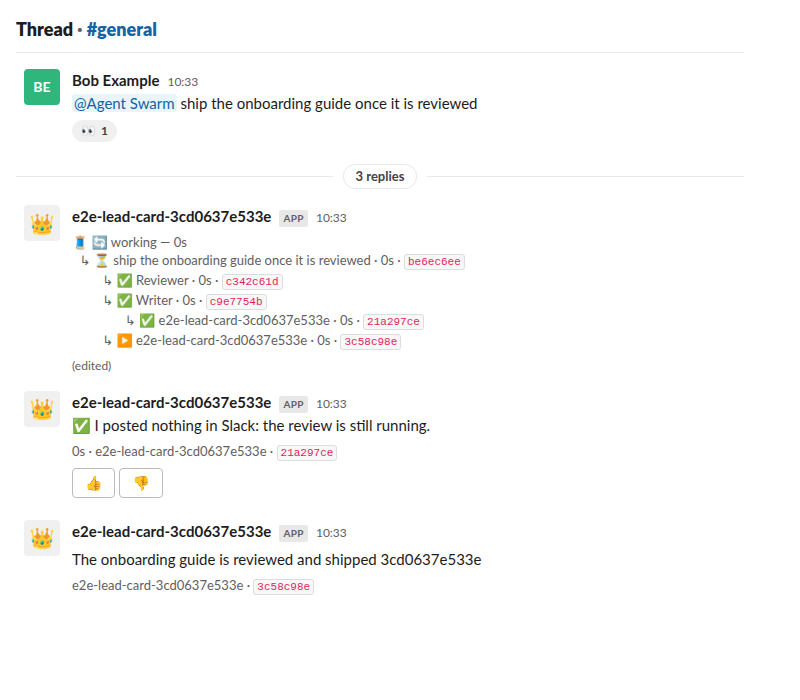 Thread • #general
BE
Bob Example 10:33
@Agent Swarm ship the onboarding guide once it is reviewed
👀 1
3 replies
e2e-lead-card-3cd0637e533e APP 10:33
🧵 🔄 working — 0s
↳ ⏳ ship the onboarding guide once it is reviewed · 0s · be6ec6ee
↳ ✅ Reviewer · 0s · c342c61d
↳ ✅ Writer · 0s · c9e7754b
↳ ✅ e2e-lead-card-3cd0637e533e · 0s · 21a297ce
↳ ▶️ e2e-lead-card-3cd0637e533e · 0s · 3c58c98e
(edited)
e2e-lead-card-3cd0637e533e APP 10:33
✅ I posted nothing in Slack: the review is still running.
0s · e2e-lead-card-3cd0637e533e · 21a297ce
👍 👎
e2e-lead-card-3cd0637e533e APP 10:33
The onboarding guide is reviewed and shipped 3cd0637e533e
e2e-lead-card-3cd0637e533e · 3c58c98e